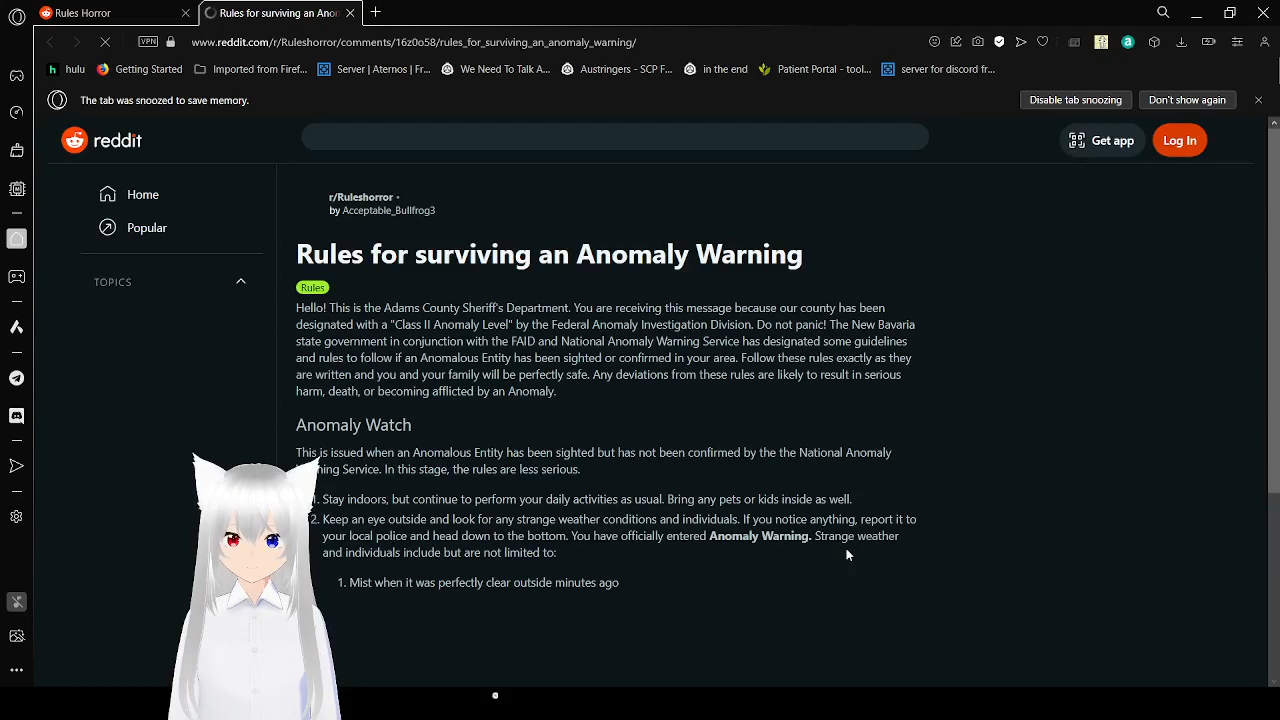 Rules Horror
Rules for surviving an Anom
VPN
www.reddit.com/r/Ruleshorror/comments/16z0o58/rules_for_surviving_an_anomaly_warning/
hulu
Getting Started
Imported from Firef...
Server | Aternos | Fr...
We Need To Talk A...
Austringers - SCP F...
in the end
Patient Portal - tool...
server for discord fr...
The tab was snoozed to save memory.
Disable tab snoozing
Don't show again
reddit
Get app
Log In
Home
Popular
TOPICS
r/Ruleshorror •
by Acceptable_Bullfrog3
Rules for surviving an Anomaly Warning
Rules
Hello! This is the Adams County Sheriff's Department. You are receiving this message because our county has been
designated with a "Class II Anomaly Level" by the Federal Anomaly Investigation Division. Do not panic! The New Bavaria
state government in conjunction with the FAID and National Anomaly Warning Service has designated some guidelines
and rules to follow if an Anomalous Entity has been sighted or confirmed in your area. Follow these rules exactly as they
are written and you and your family will be perfectly safe. Any deviations from these rules are likely to result in serious
harm, death, or becoming afflicted by an Anomaly.
Anomaly Watch
This is issued when an Anomalous Entity has been sighted but has not been confirmed by the the National Anomaly
ning Service. In this stage, the rules are less serious.
1. Stay indoors, but continue to perform your daily activities as usual. Bring any pets or kids inside as well.
2. Keep an eye outside and look for any strange weather conditions and individuals. If you notice anything, report it to
your local police and head down to the bottom. You have officially entered Anomaly Warning. Strange weather
and individuals include but are not limited to:
1. Mist when it was perfectly clear outside minutes ago